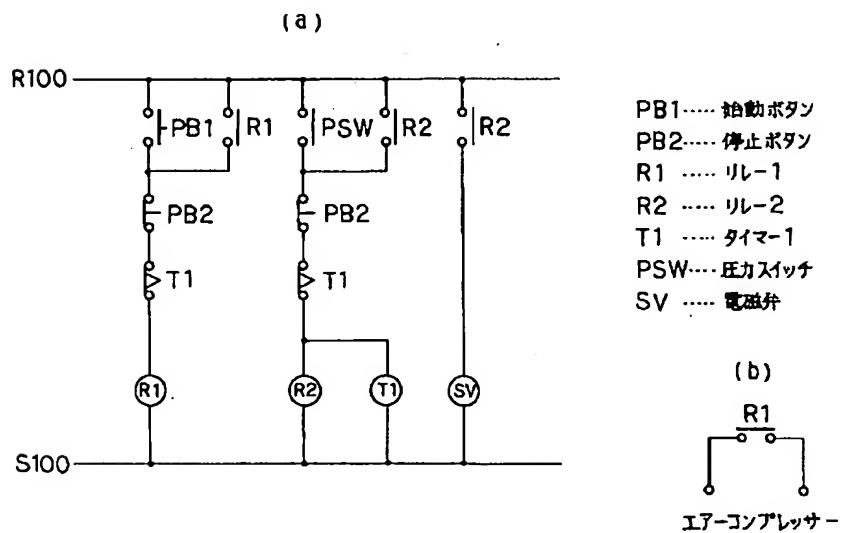 (a)
R100
PB1
R1
PSW
R2
R2
PB2
PB2
T1
T1
R1
R2
T1
SV
S100
PB1.....始動ボタン
PB2.....停止ボタン
R1.....リレー1
R2.....リレー2
T1.....タイマー1
PSW....圧力スイッチ
SV.....電磁弁
(b)
R1
エアーコンプレッサー